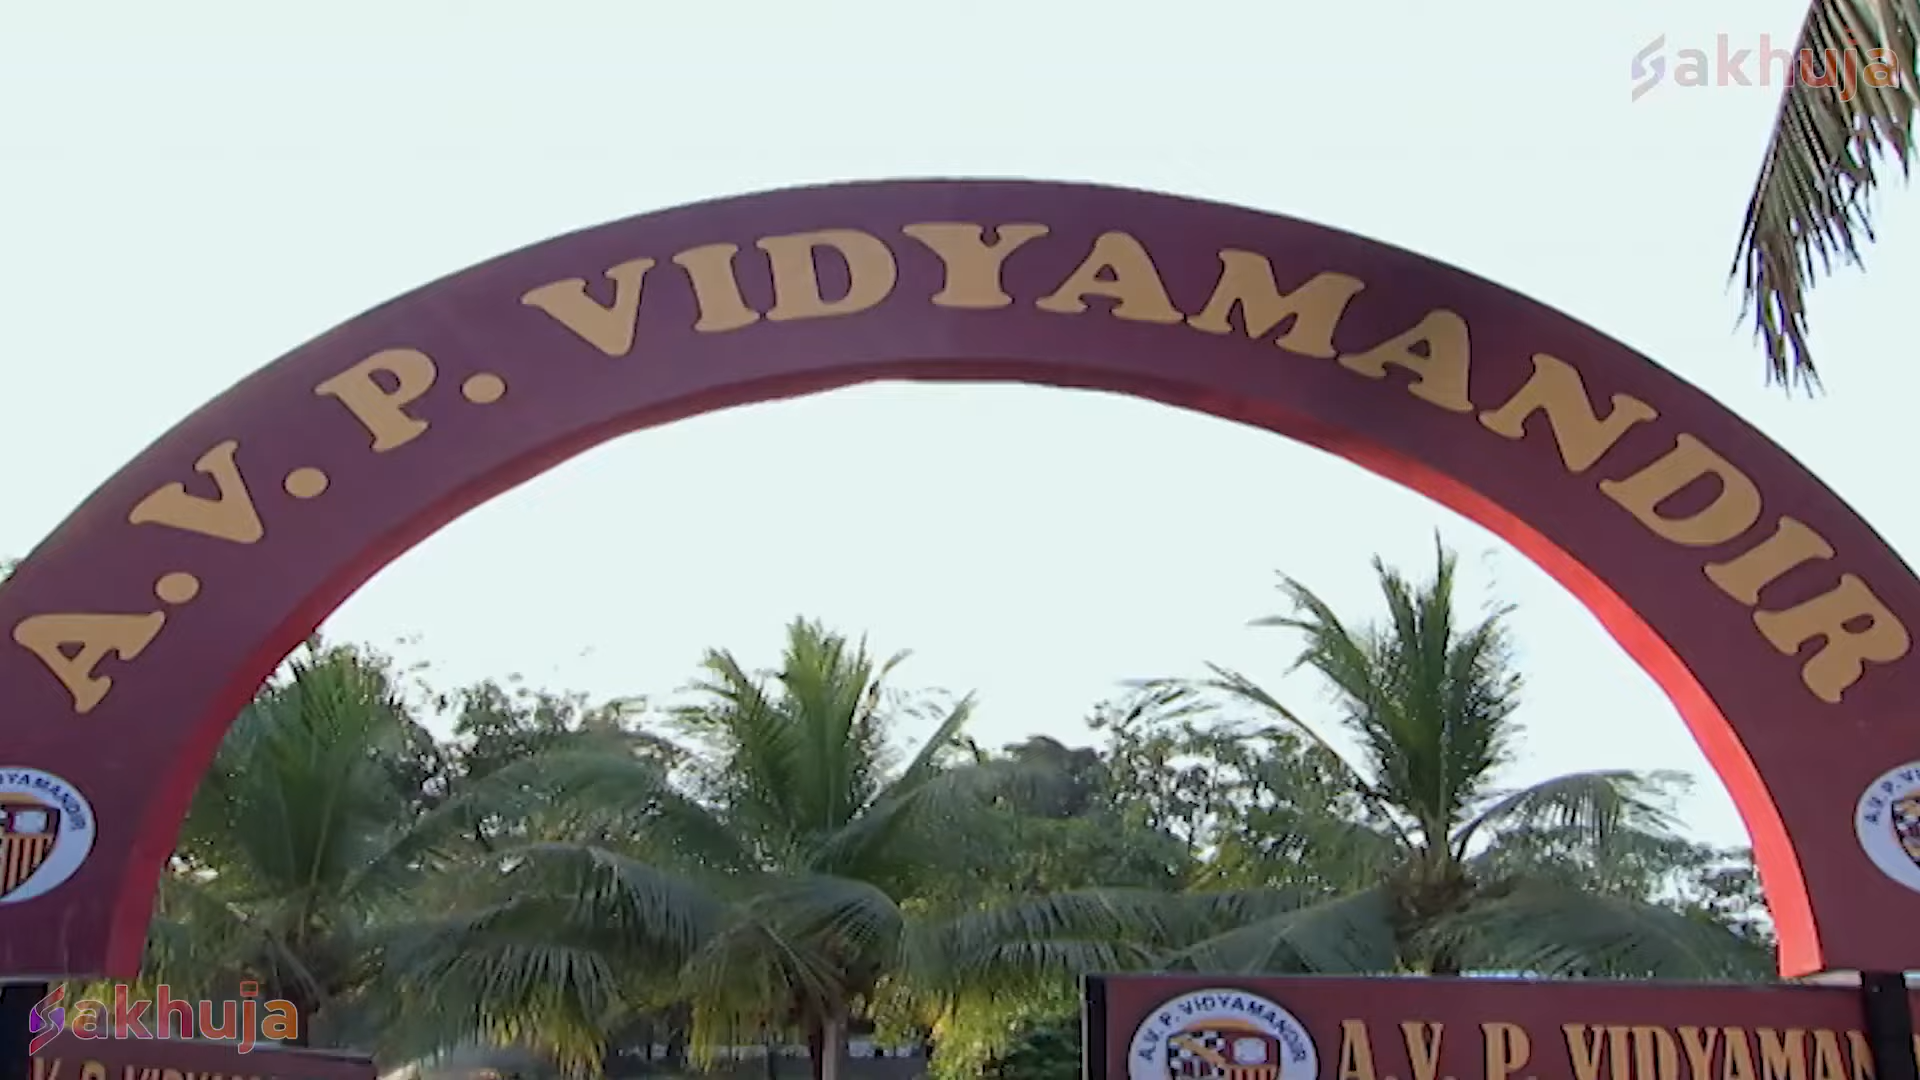 Sakhuja
A. V. P. VIDYAMANDIR
A.V. P. VIDYAMANDIR
A.V. P. VIDYAMAN
Sakhuja